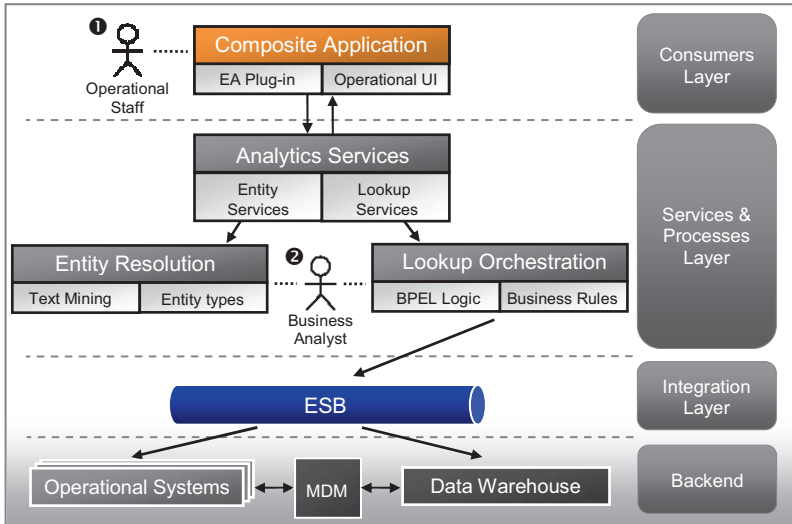 ❶
Composite Application
EA Plug-in
Operational UI
Operational
Staff
Consumers
Layer
Analytics Services
Entity
Services
Lookup
Services
Services &
Processes
Layer
Entity Resolution
Text Mining
Entity types
❷
Business
Analyst
Lookup Orchestration
BPEL Logic
Business Rules
ESB
Integration
Layer
Operational Systems
MDM
Data Warehouse
Backend